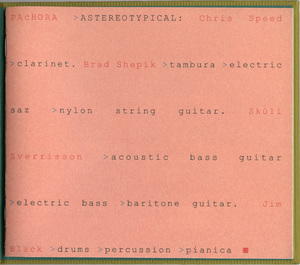 PAcHORA >ASTEREOTYPICAL: Chris Speed
>clarinet. Brad Shepik >tambura >electric
saz >nylon string guitar. Skúli
Sverrisson >acoustic bass guitar
>electric bass >baritone guitar. Jim
Black >drums >percussion >pianica